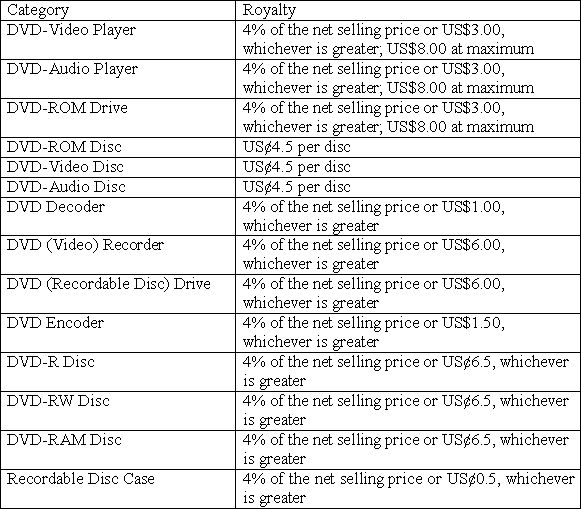 Category Royalty
DVD-Video Player 4% of the net selling price or US$3.00,
whichever is greater; US$8.00 at maximum
DVD-Audio Player 4% of the net selling price or US$3.00,
whichever is greater; US$8.00 at maximum
DVD-ROM Drive 4% of the net selling price or US$3.00,
whichever is greater; US$8.00 at maximum
DVD-ROM Disc US¢4.5 per disc
DVD-Video Disc US¢4.5 per disc
DVD-Audio Disc US¢4.5 per disc
DVD Decoder 4% of the net selling price or US$1.00,
whichever is greater
DVD (Video) Recorder 4% of the net selling price or US$6.00,
whichever is greater
DVD (Recordable Disc) Drive 4% of the net selling price or US$6.00,
whichever is greater
DVD Encoder 4% of the net selling price or US$1.50,
whichever is greater
DVD-R Disc 4% of the net selling price or US¢6.5, whichever
is greater
DVD-RW Disc 4% of the net selling price or US¢6.5, whichever
is greater
DVD-RAM Disc 4% of the net selling price or US¢6.5, whichever
is greater
Recordable Disc Case 4% of the net selling price or US¢0.5, whichever
is greater